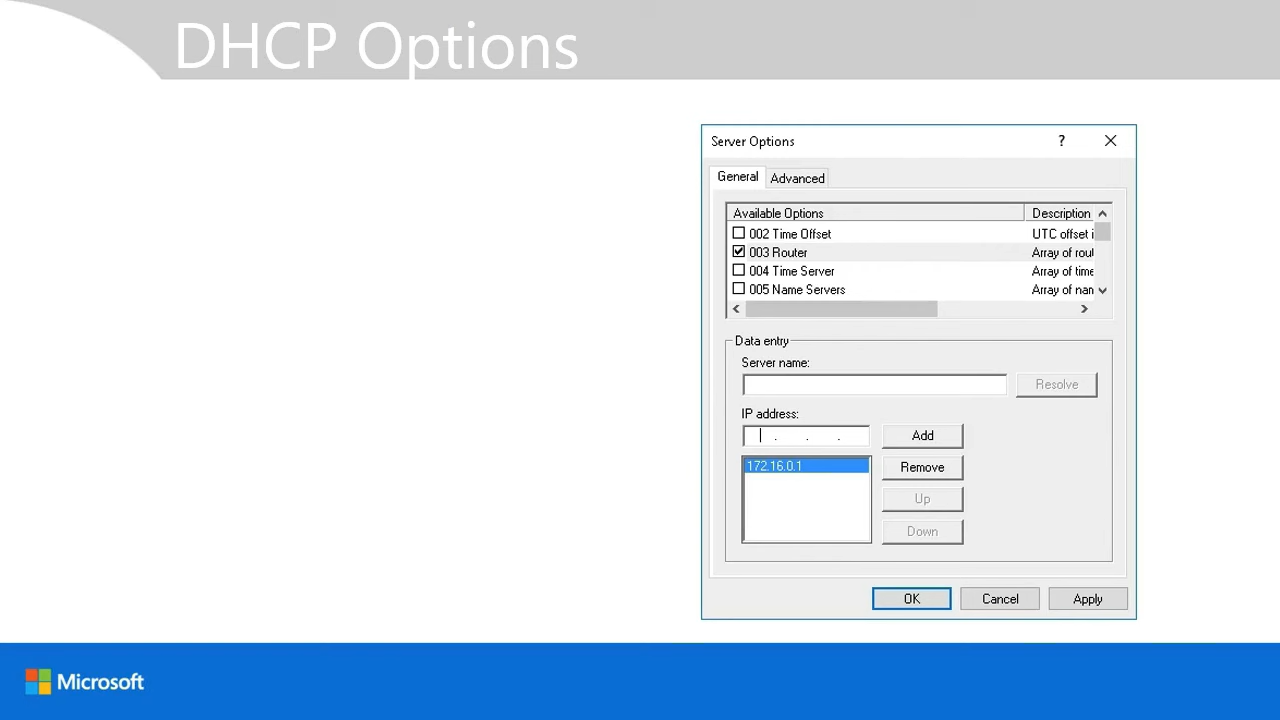 DHCP Options
Server Options ?
General Advanced
Available Options Description
002 Time Offset UTC offset i
003 Router Array of rout
004 Time Server Array of time
005 Name Servers Array of nan
Data entry
Server name:
Resolve
IP address:
. . . Add
172.16.0.1 Remove
Up
Down
OK Cancel Apply
Microsoft